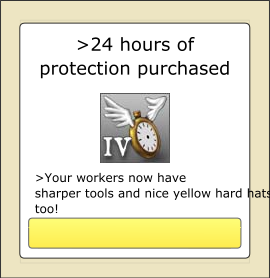 >24 hours of
protection purchased
IV
>Your workers now have
sharper tools and nice yellow hard hats
too!